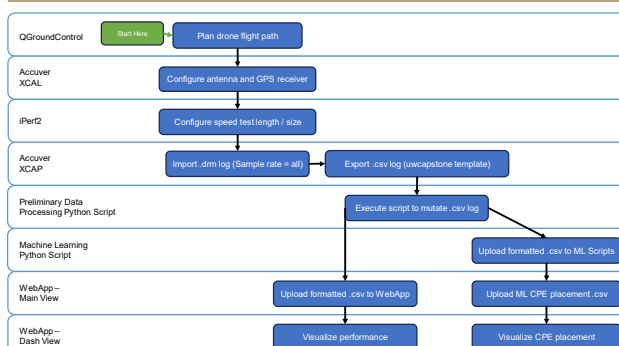 QGroundControl
Start Here
Plan drone flight path
Accuver
XCAL
Configure antenna and GPS receiver
iPerf2
Configure speed test length / size
Accuver
XCAP
Import .drm log (Sample rate = all)
Export .csv log (uwcapstone template)
Preliminary Data
Processing Python Script
Execute script to mutate .csv log
Machine Learning
Python Script
Upload formatted .csv to ML Scripts
WebApp –
Main View
Upload formatted .csv to WebApp
Upload ML CPE placement .csv
WebApp –
Dash View
Visualize performance
Visualize CPE placement